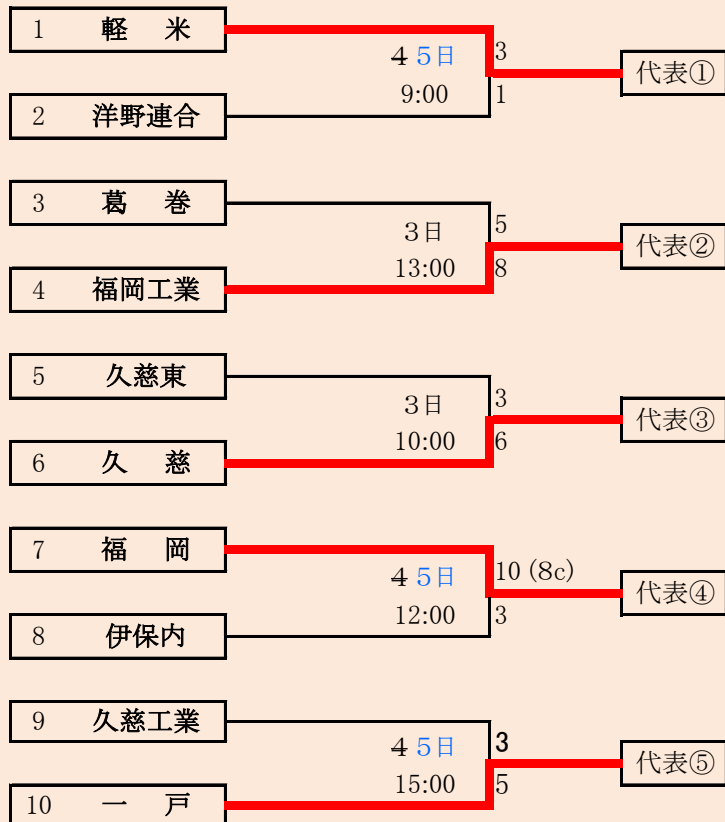 1 軽 米
4 5日 3
代表①
9:00 1
2 洋野連合
3 葛 巻
3日 5
代表②
13:00 8
4 福岡工業
5 久慈東
3日 3
代表③
10:00 6
6 久 慈
7 福 岡
4 5日 10 (8c)
代表④
12:00 3
8 伊保内
9 久慈工業
4 5日 3
代表⑤
15:00 5
10 一 戸